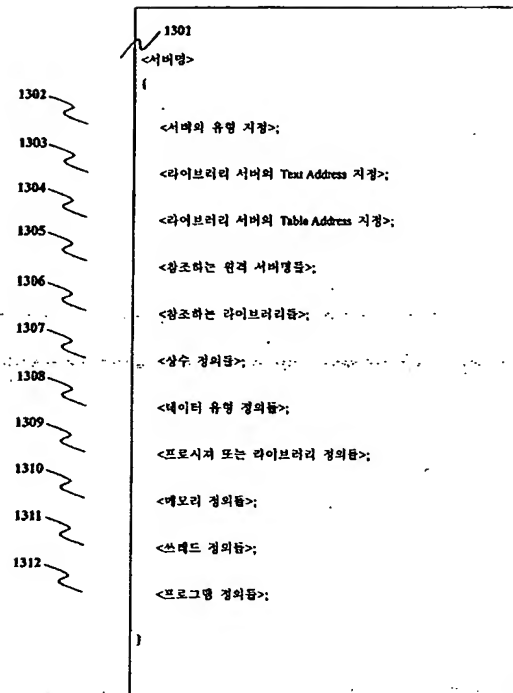 1301
<서버명>
{
1302
<서버의 유형 지정>;
1303
<라이브러리 서버의 Text Address 지정>;
1304
<라이브러리 서버의 Table Address 지정>;
1305
<참조하는 원격 서버명들>;
1306
<참조하는 라이브러리들>;
1307
<상수 정의들>;
1308
<데이터 유형 정의들>;
1309
<프로시져 또는 라이브러리 정의들>;
1310
<메모리 정의들>;
1311
<쓰레드 정의들>;
1312
<프로그램 정의들>;
}